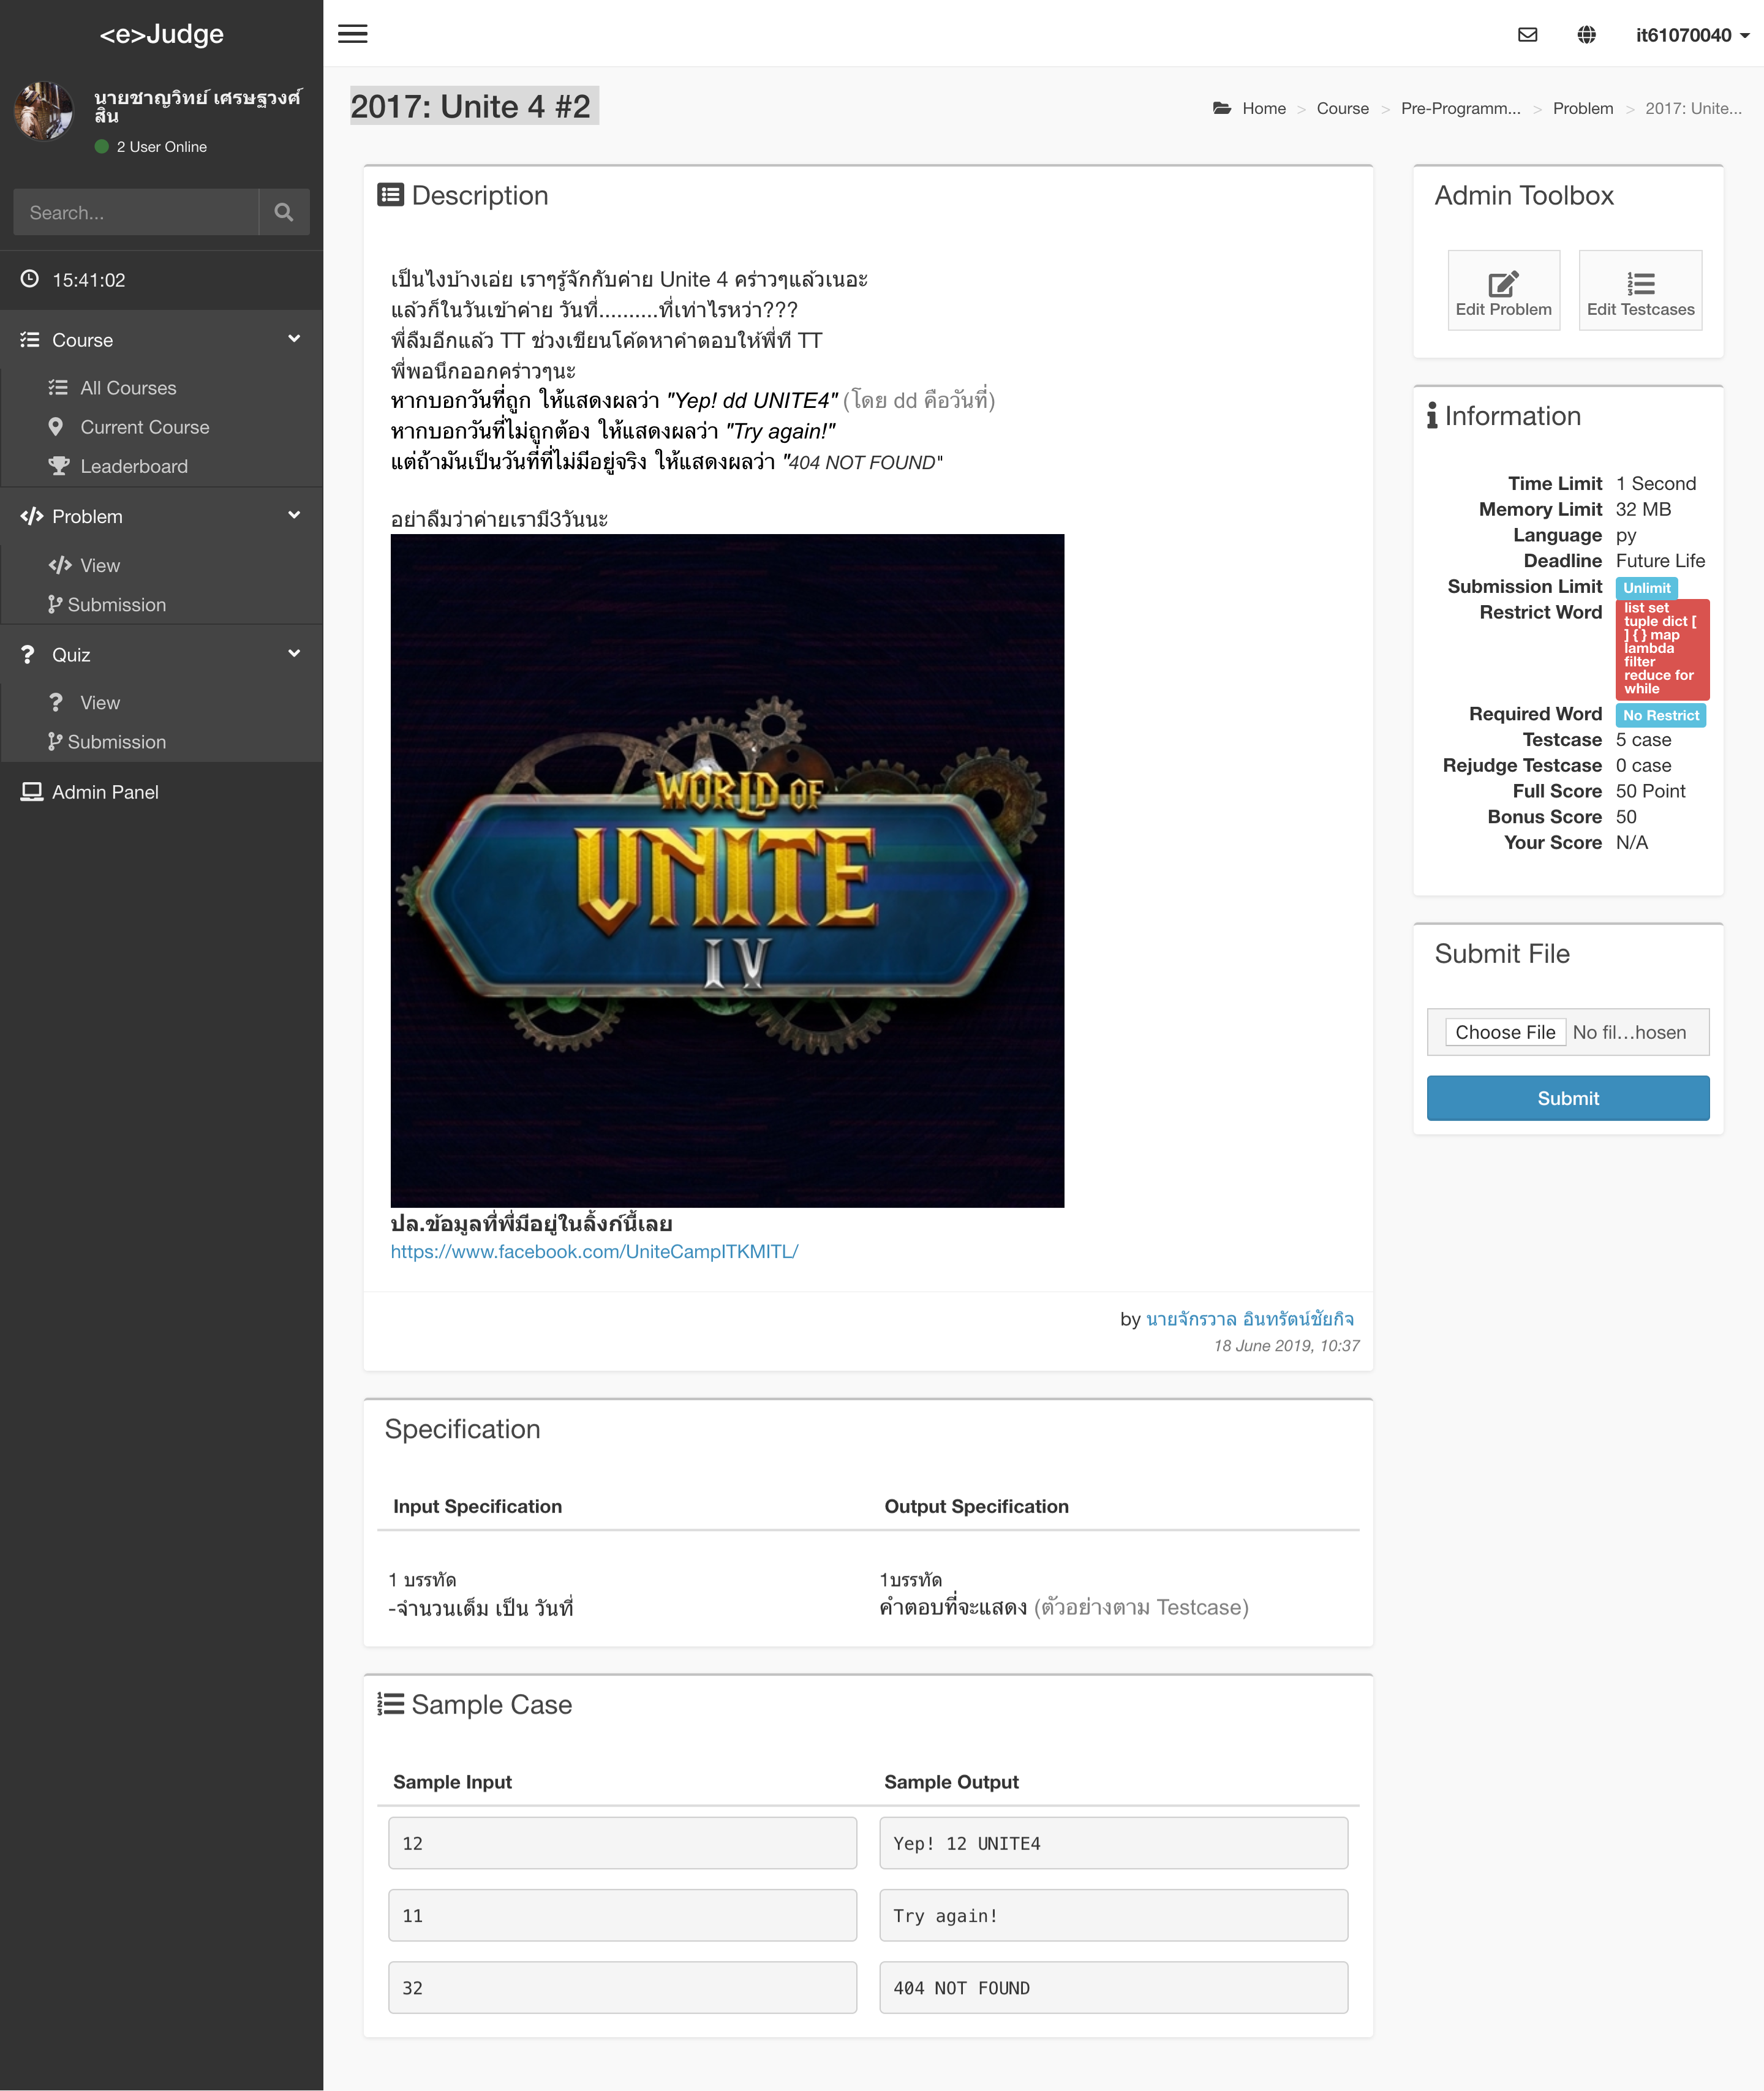 <e>Judge
it61070040
นายชาญวิทย์ เศรษฐวงศ์
สิน
2 User Online
Search...
15:41:02
Course
All Courses
Current Course
Leaderboard
Problem
View
Submission
Quiz
View
Submission
Admin Panel
2017: Unite 4 #2
Home > Course > Pre-Programm... > Problem > 2017: Unite...
Description
เป็นไงบ้างเอ่ย เราๆรู้จักกับค่าย Unite 4 คร่าวๆแล้วเนอะ
แล้วก็ในวันเข้าค่าย วันที่..........ที่เท่าไรหว่า???
พี่ลืมอีกแล้ว TT ช่วงเขียนโค้ดหาคำตอบให้พี่ที TT
พี่พอนึกออกคร่าวๆนะ
หากบอกวันที่ถูก ให้แสดงผลว่า "Yep! dd UNITE4" (โดย dd คือวันที่)
หากบอกวันที่ไม่ถูกต้อง ให้แสดงผลว่า "Try again!"
แต่ถ้ามันเป็นวันที่ที่ไม่มีอยู่จริง ให้แสดงผลว่า "404 NOT FOUND"
อย่าลืมว่าค่ายเรามี3วันนะ
WORLD OF
UNITE
IV
ปล.ข้อมูลที่พี่มีอยู่ในลิ้งก์นี้เลย
https://www.facebook.com/UniteCampITKMITL/
by นายจักรวาล อินทรัตน์ชัยกิจ
18 June 2019, 10:37
Specification
Input Specification
Output Specification
1 บรรทัด
-จำนวนเต็ม เป็น วันที่
1บรรทัด
คำตอบที่จะแสดง (ตัวอย่างตาม Testcase)
Sample Case
Sample Input
Sample Output
12
Yep! 12 UNITE4
11
Try again!
32
404 NOT FOUND
Admin Toolbox
Edit Problem
Edit Testcases
Information
Time Limit 1 Second
Memory Limit 32 MB
Language py
Deadline Future Life
Submission Limit Unlimit
Restrict Word list set
tuple dict [
] { } map
lambda
filter
reduce for
while
Required Word No Restrict
Testcase 5 case
Rejudge Testcase 0 case
Full Score 50 Point
Bonus Score 50
Your Score N/A
Submit File
Choose File No fil...hosen
Submit